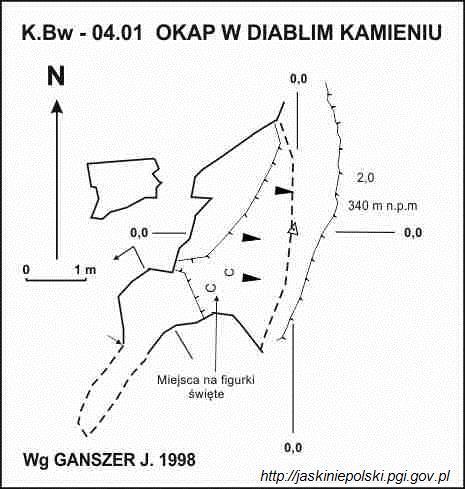 K.Bw - 04.01 OKAP W DIABLIM KAMIENIU
N
0,0
2,0
340 m n.p.m
0,0
0,0
0 1 m
C
C
Miejsca na figurki
święte
0,0
Wg GANSZER J. 1998
http://jaskiniepolski.pgi.gov.pl